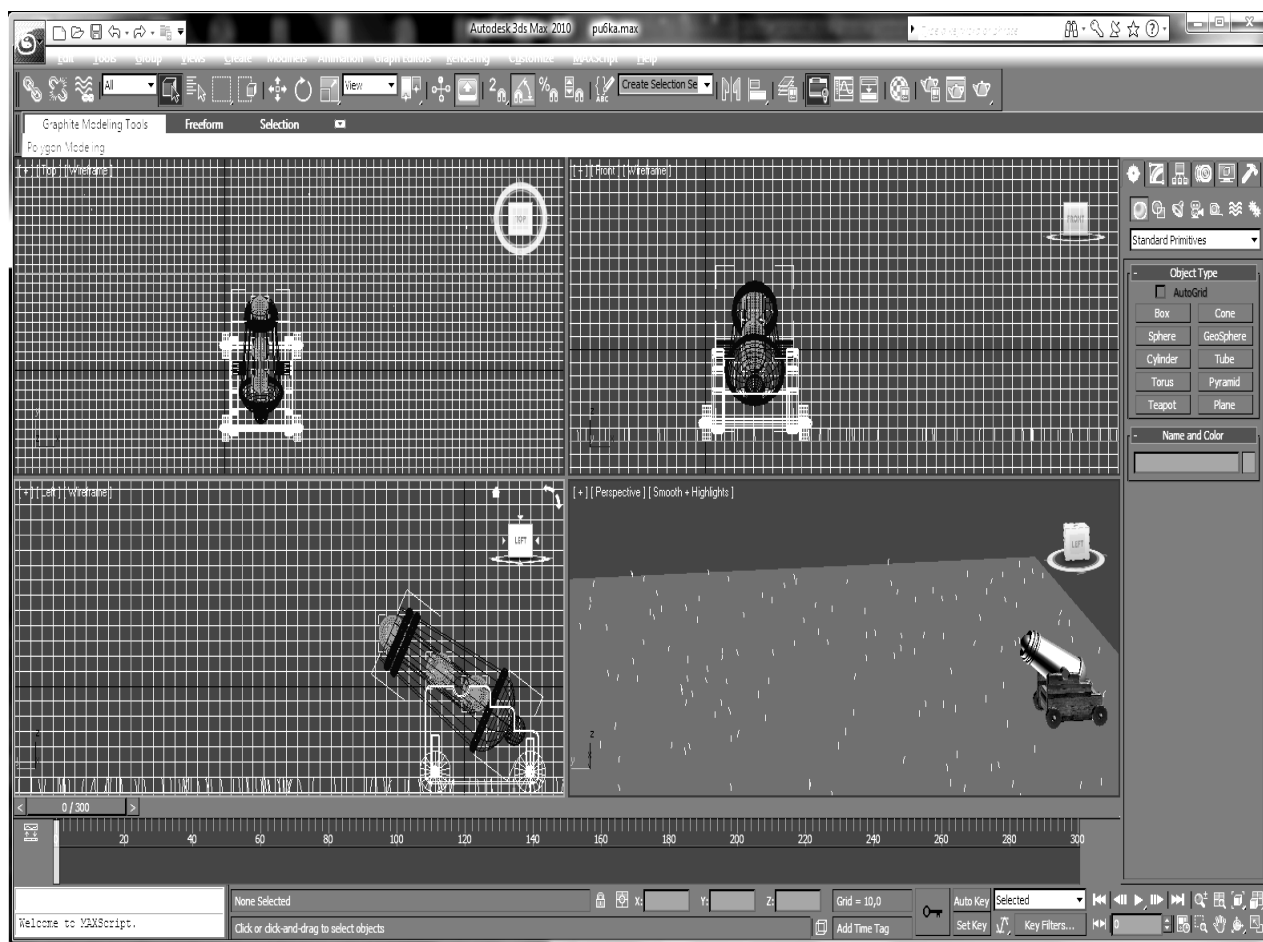 Autodesk 3ds Max 2010 ри6ка.max
Edit Tools Group Views Create Modifiers Animation Graph Editors Rendering Customize MAXScript Help
All
View
Create Selection Se
Graphite Modeling Tools Freeform Selection
Polygon Modeling
[ + ] [ Top ] [ Wireframe ]
TOP
[ + ] [ Front ] [ Wireframe ]
FRONT
[ + ] [ Left ] [ Wireframe ]
LEFT
[ + ] [ Perspective ] [ Smooth + Highlights ]
LEFT
Standard Primitives
- Object Type
AutoGrid
Box Cone
Sphere GeoSphere
Cylinder Tube
Torus Pyramid
Teapot Plane
- Name and Color
< 0 / 300 >
0 20 40 60 80 100 120 140 160 180 200 220 240 260 280 300
None Selected X: Y: Z: Grid = 10,0 Auto Key Selected
Welcome to MAXScript. Click or click-and-drag to select objects Add Time Tag Set Key Key Filters... 0